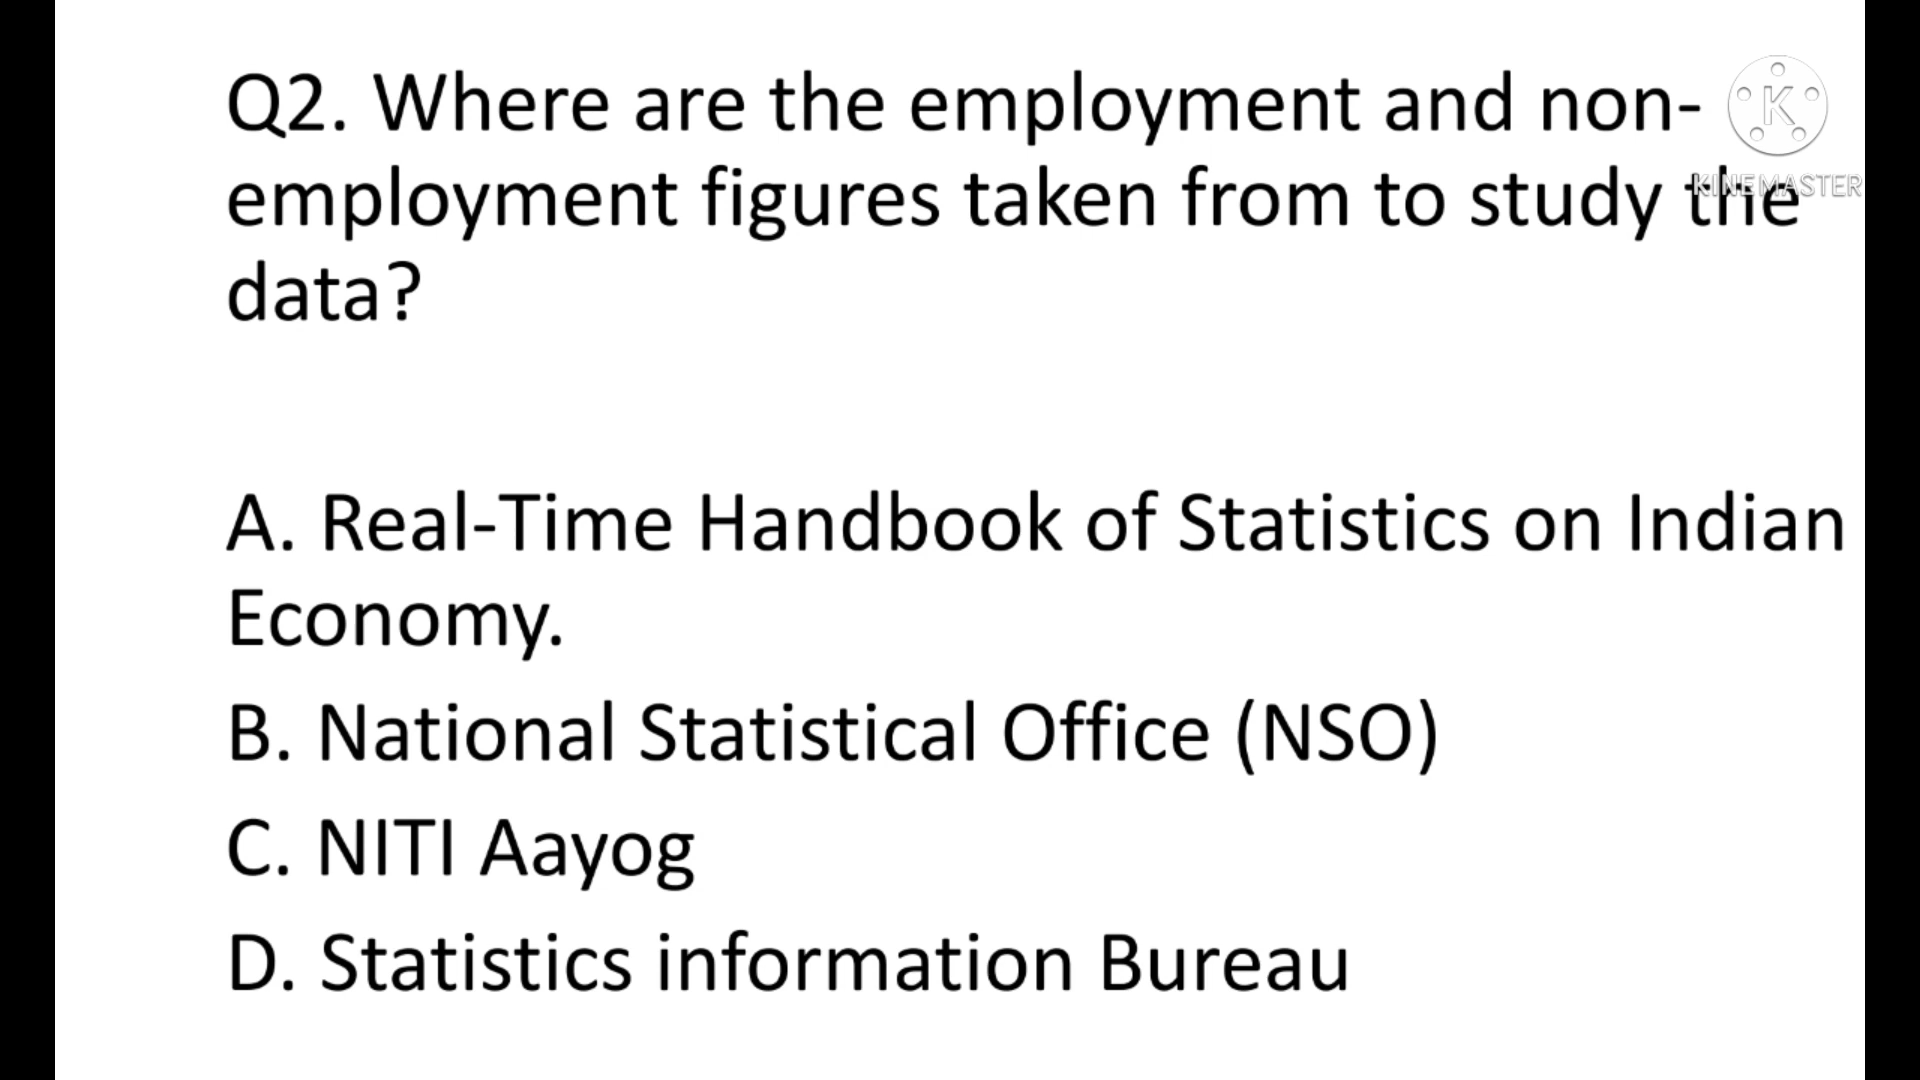 Q2. Where are the employment and non-
employment figures taken from to study the
data?
K
KINEMASTER
A. Real-Time Handbook of Statistics on Indian
Economy.
B. National Statistical Office (NSO)
C. NITI Aayog
D. Statistics information Bureau